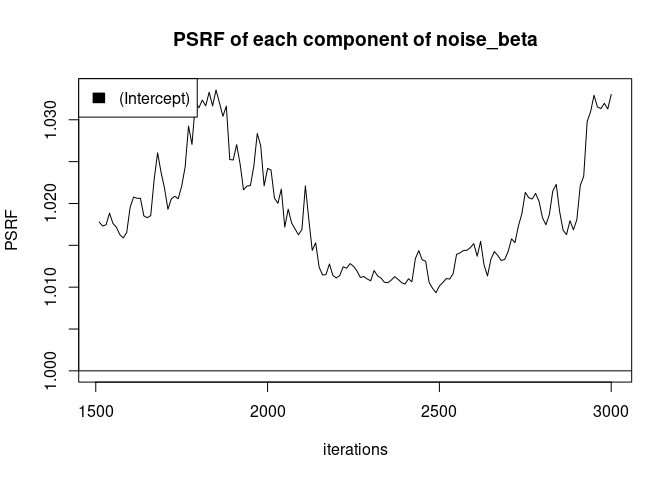 PSRF of each component of noise_beta
(Intercept)
PSRF
1.030
1.020
1.010
1.000
1500 2000 2500 3000
iterations